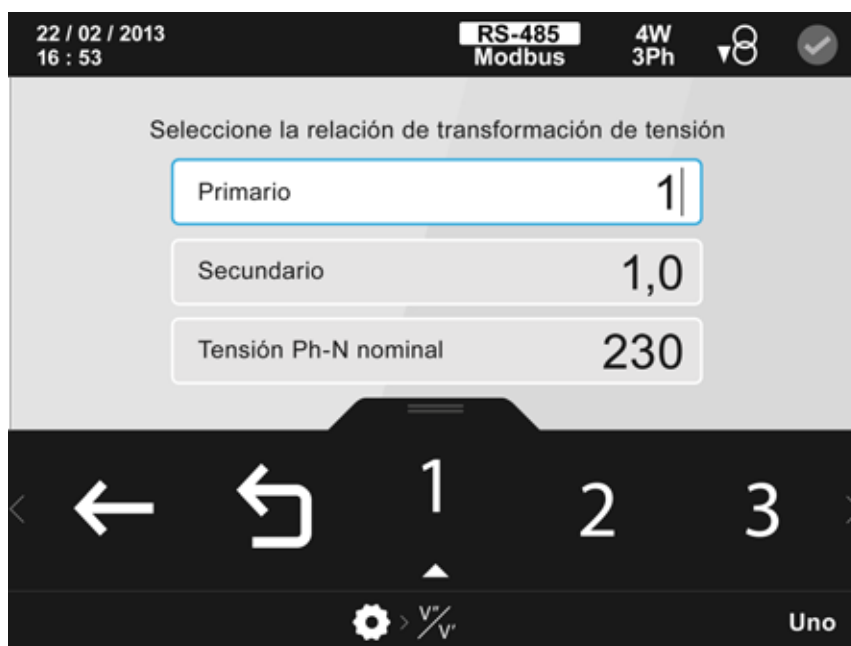 22 / 02 / 2013
16 : 53
RS-485
Modbus
4W
3Ph
Seleccione la relación de transformación de tensión
Primario 1
Secundario 1,0
Tensión Ph-N nominal 230
1 2 3
V"/V'
Uno